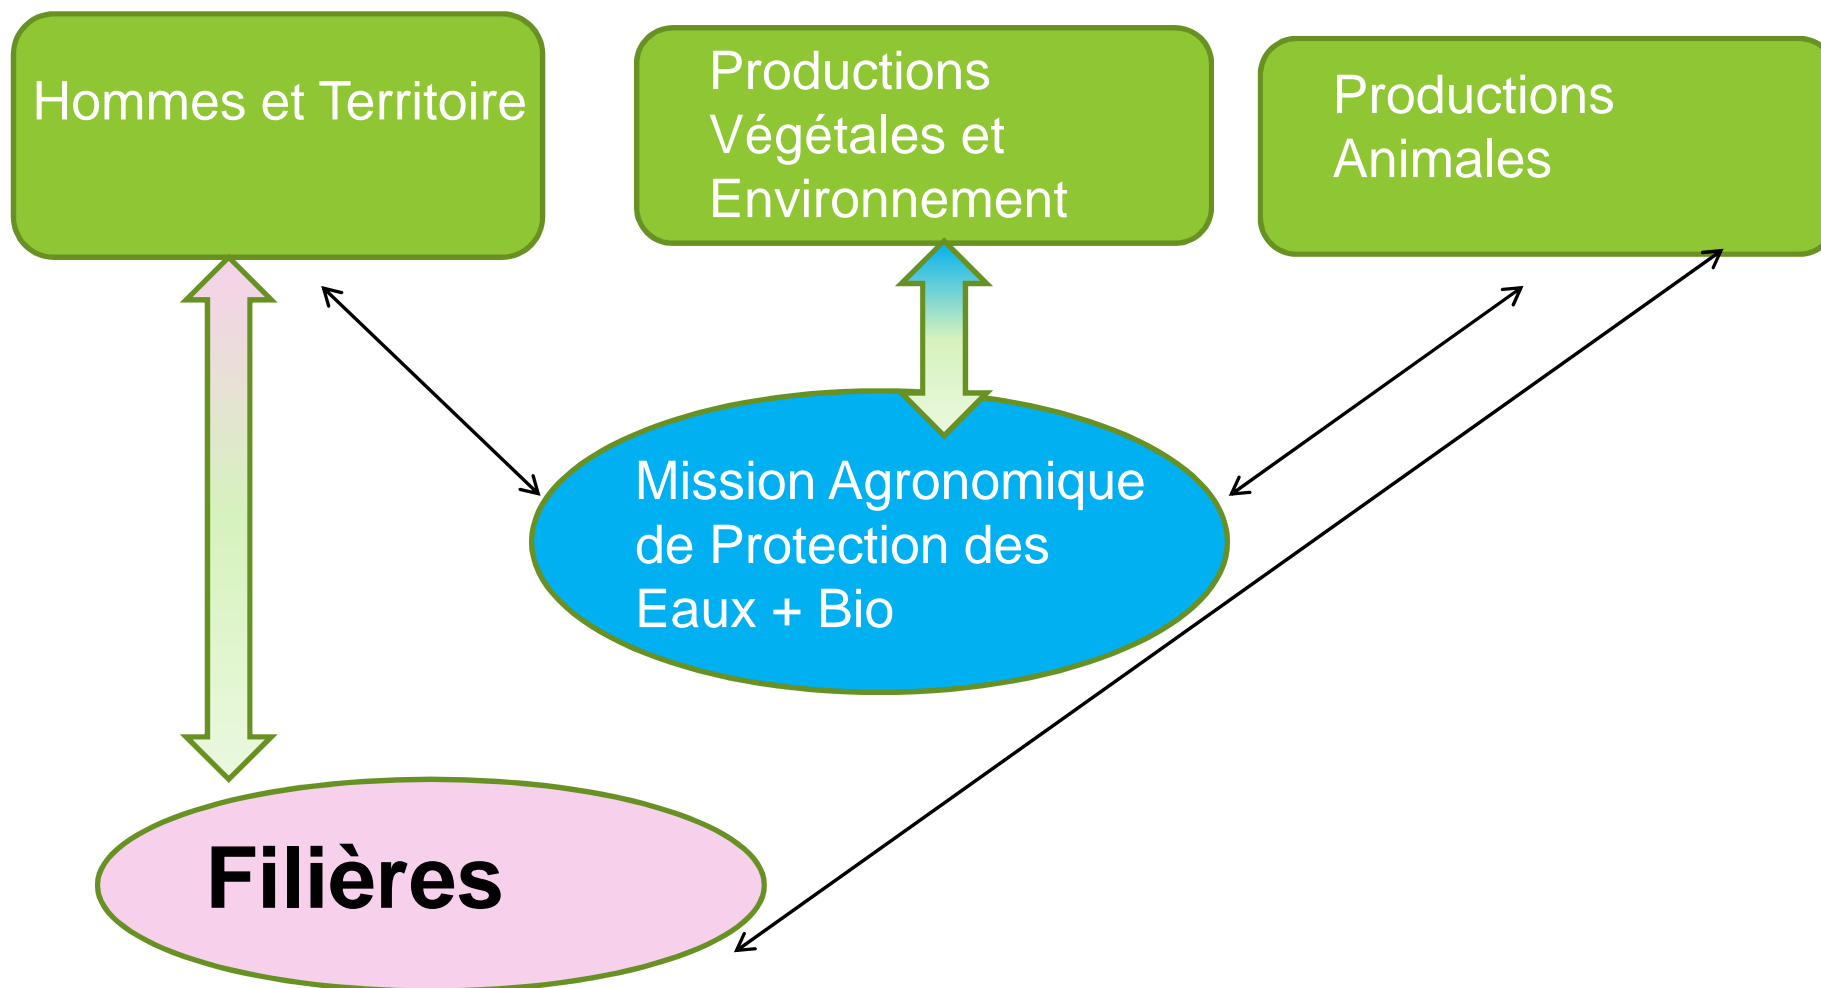 Hommes et Territoire
Productions
Végétales et
Environnement
Productions
Animales
Mission Agronomique
de Protection des
Eaux + Bio
Filières